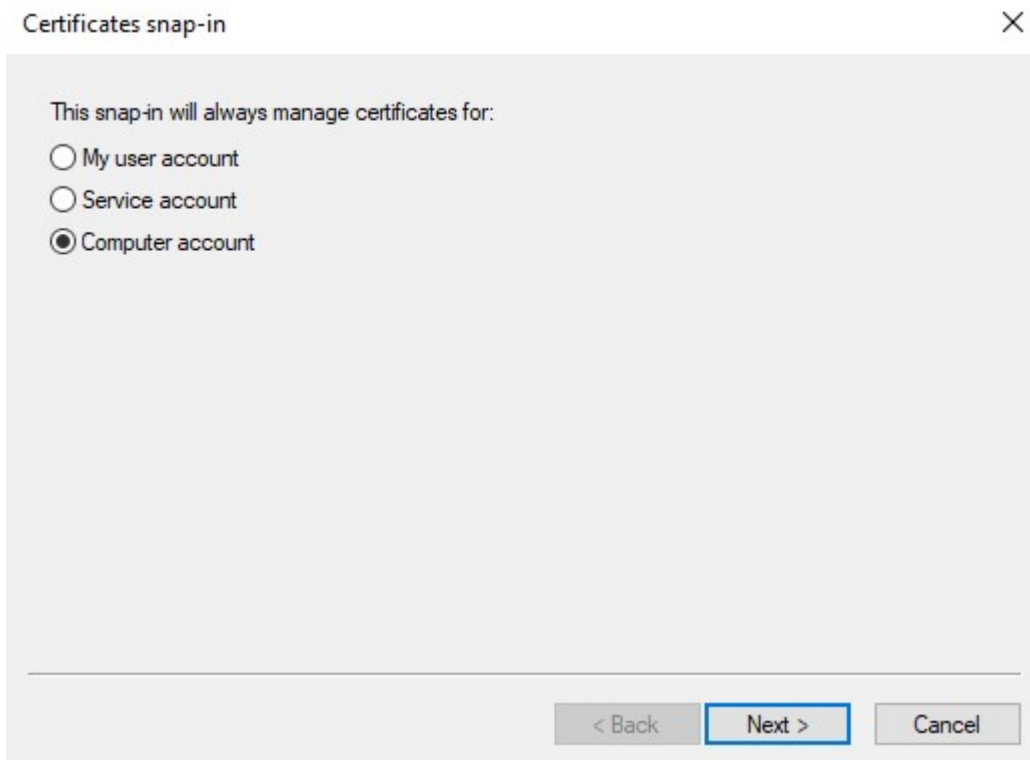 Certificates snap-in
This snap-in will always manage certificates for:
My user account
Service account
Computer account
< Back Next > Cancel